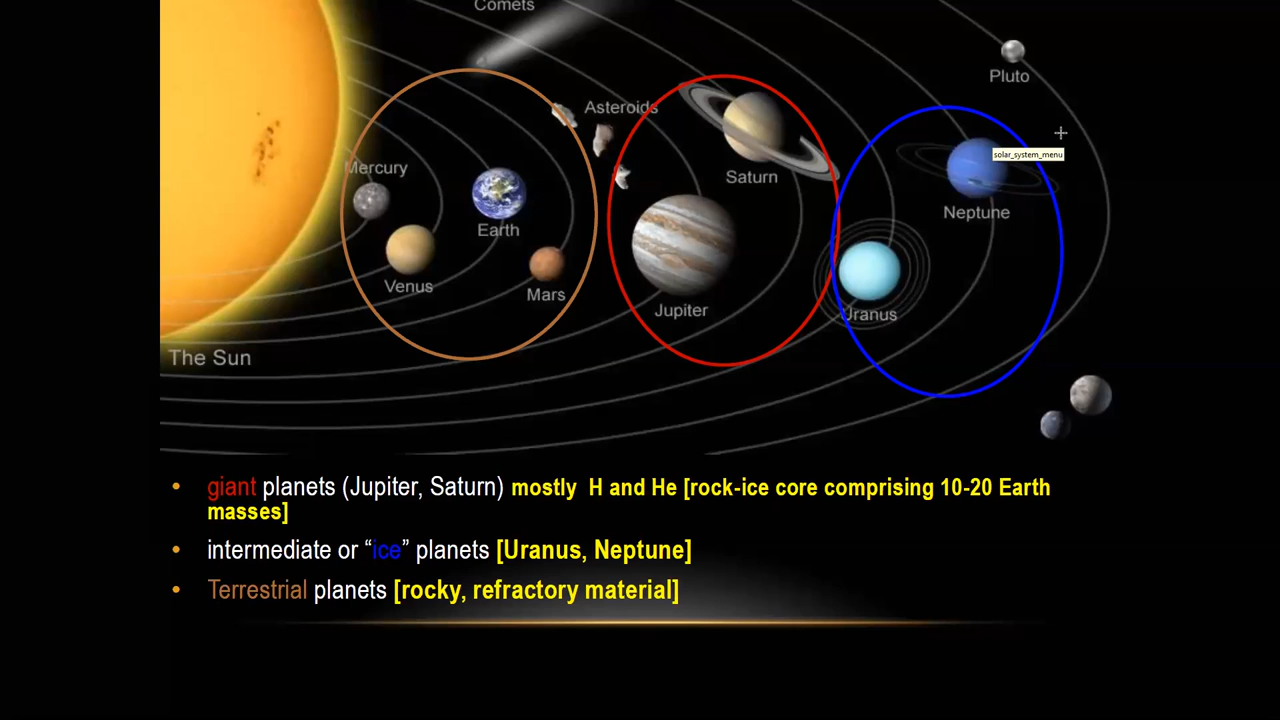 Comets
Pluto
Asteroids
Mercury
Saturn
solar_system_menu
Neptune
Earth
Venus
Mars
Jupiter
Uranus
The Sun
• giant planets (Jupiter, Saturn) mostly H and He [rock-ice core comprising 10-20 Earth
masses]
• intermediate or “ice” planets [Uranus, Neptune]
• Terrestrial planets [rocky, refractory material]